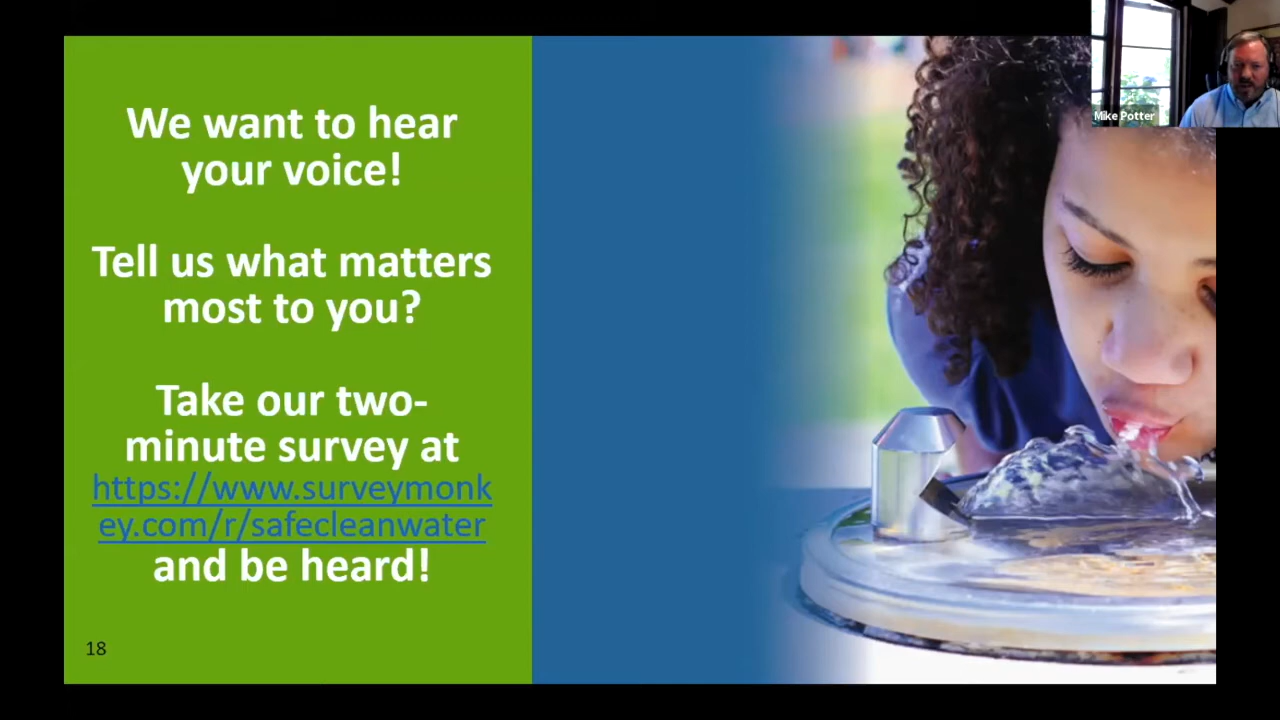 We want to hear
your voice!
Tell us what matters
most to you?
Take our two-
minute survey at
https://www.surveymonk
ey.com/r/safecleanwater
and be heard!
18
Mike Potter